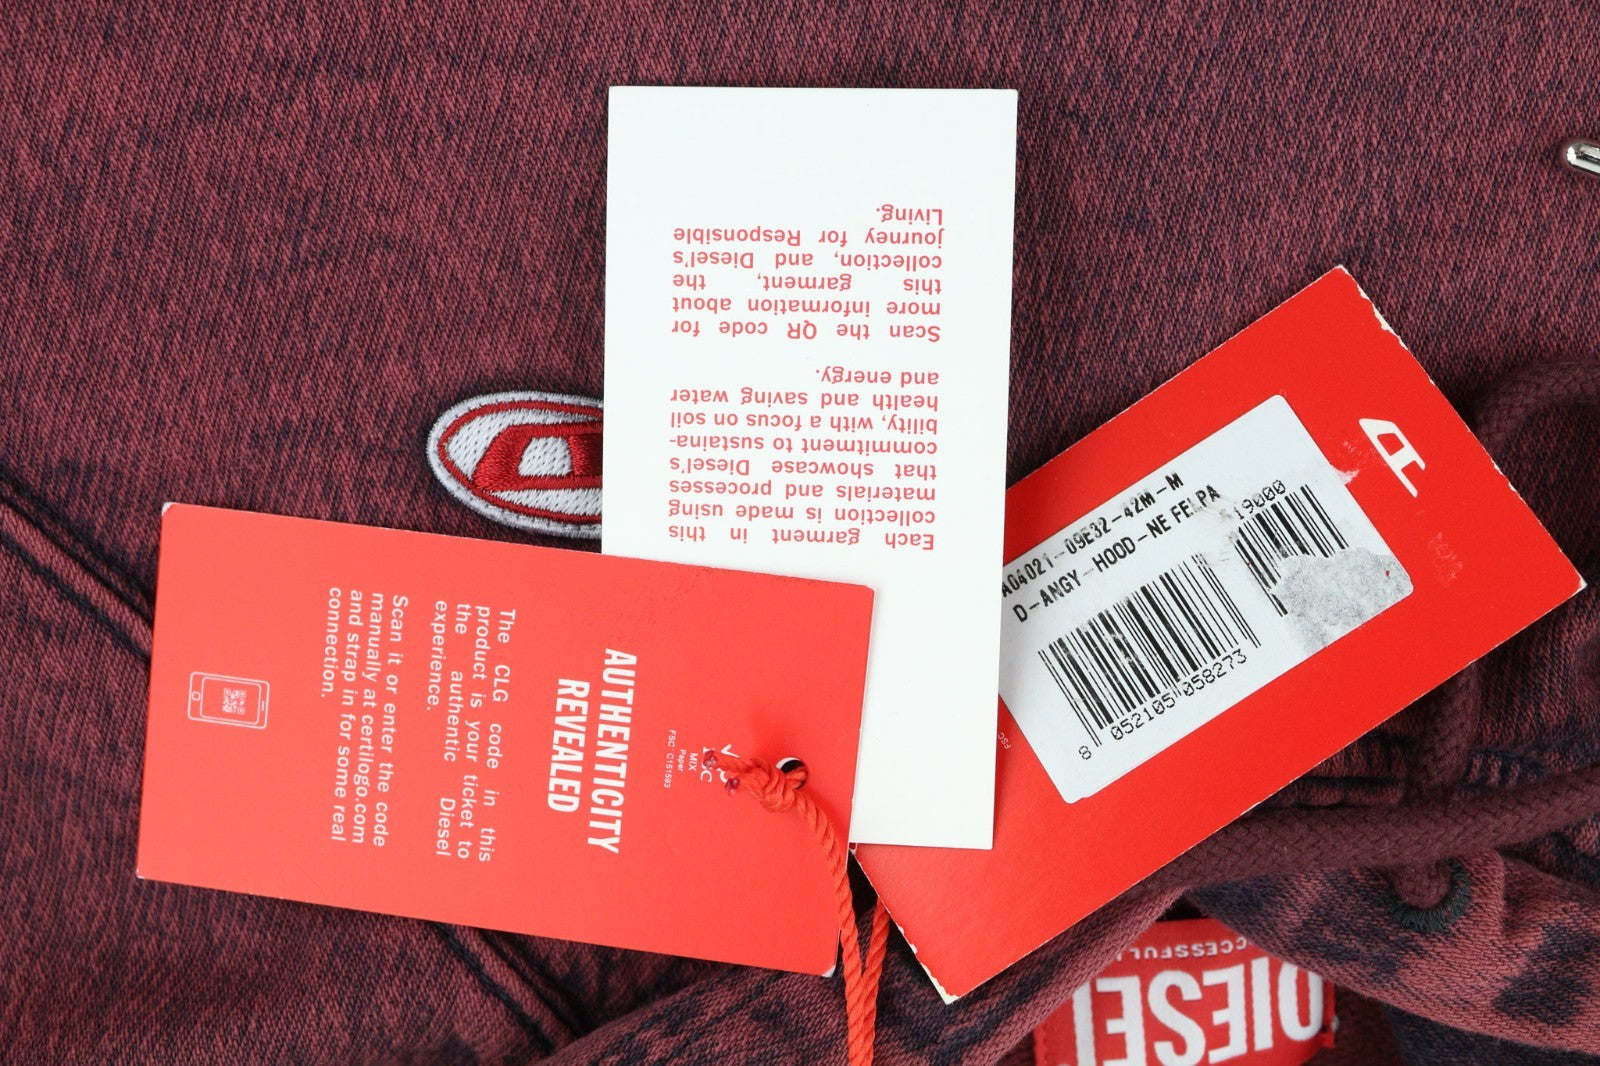 Each garment in this
collection is made using
materials and processes
that showcase Diesel's
commitment to sustaina-
bility, with a focus on soil
health and saving water
and energy.
Scan the QR code for
more information about
this garment, the
collection, and Diesel's
journey for Responsible
Living.
AUTHENTICITY
REVEALED
The CLG code in this
product is your ticket to
the authentic Diesel
experience.
Scan it or enter the code
manually at certilogo.com
and strap in for some real
connection.
MIX
Paper
FSC C151593
A04021-09E32-42M-M
D-ANGY-HOOD-NE FELPA
19000
8 052105 058273
FSC
DIESEL